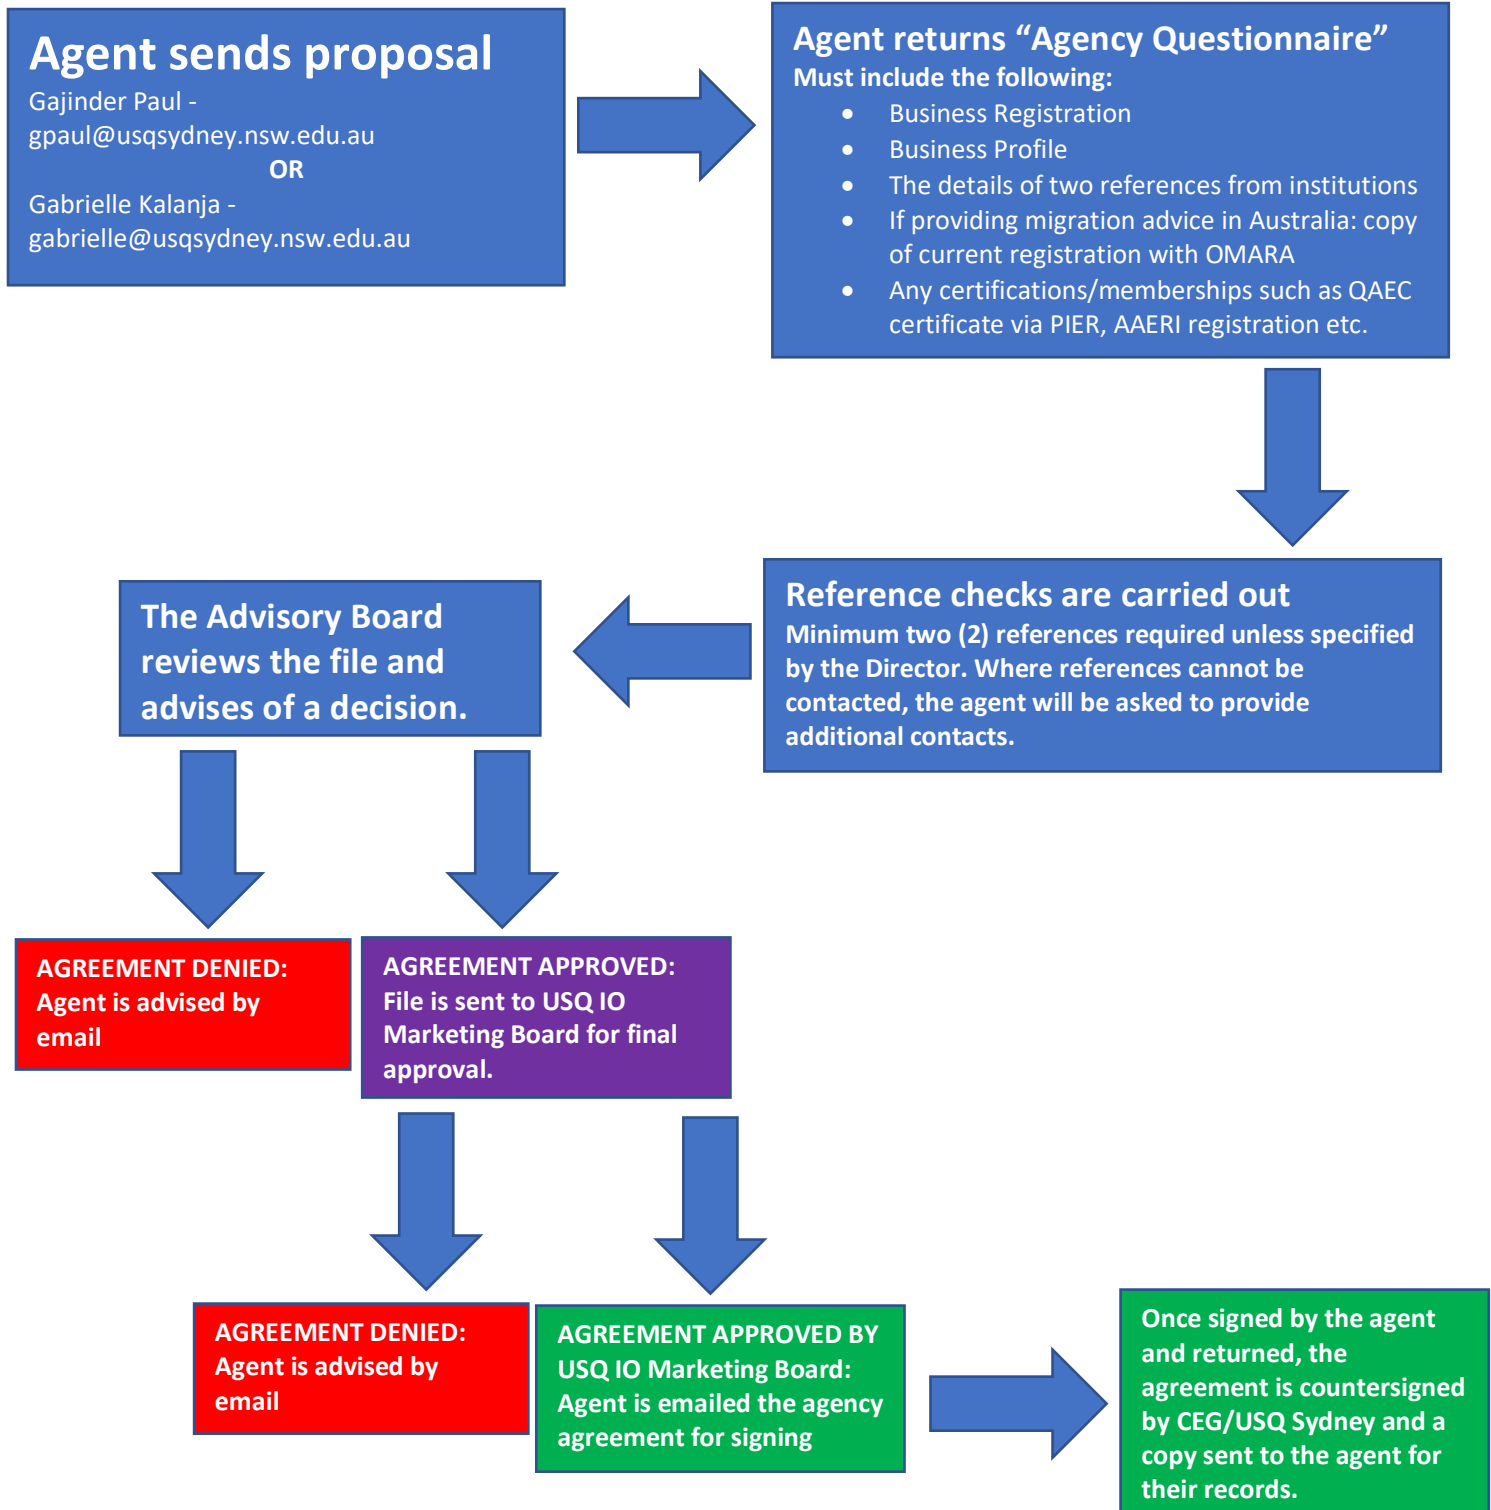 Agent sends proposal
Gajinder Paul -
gpaul@usqsydney.nsw.edu.au
OR
Gabrielle Kalanja -
gabrielle@usqsydney.nsw.edu.au
Agent returns “Agency Questionnaire”
Must include the following:
• Business Registration
• Business Profile
• The details of two references from institutions
• If providing migration advice in Australia: copy
of current registration with OMARA
• Any certifications/memberships such as QAEC
certificate via PIER, AAERI registration etc.
Reference checks are carried out
Minimum two (2) references required unless specified
by the Director. Where references cannot be
contacted, the agent will be asked to provide
additional contacts.
The Advisory Board
reviews the file and
advises of a decision.
AGREEMENT DENIED:
Agent is advised by
email
AGREEMENT APPROVED:
File is sent to USQ IO
Marketing Board for final
approval.
AGREEMENT DENIED:
Agent is advised by
email
AGREEMENT APPROVED BY
USQ IO Marketing Board:
Agent is emailed the agency
agreement for signing
Once signed by the agent
and returned, the
agreement is countersigned
by CEG/USQ Sydney and a
copy sent to the agent for
their records.